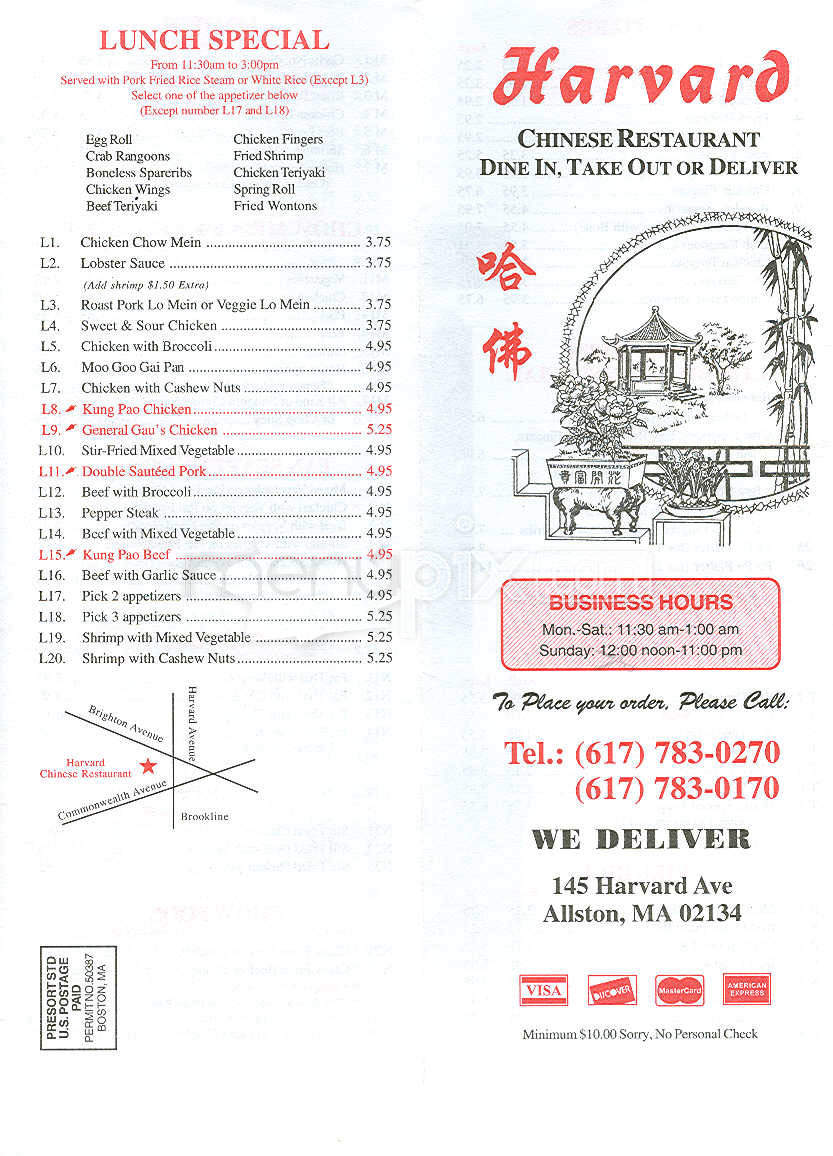 LUNCH SPECIAL
From 11:30am to 3:00pm
Served with Pork Fried Rice Steam or White Rice (Except L3)
Select one of the appetizer below
(Except number L17 and L18)
Egg Roll
Crab Rangoons
Boneless Spareribs
Chicken Wings
Beef Teriyaki
Chicken Fingers
Fried Shrimp
Chicken Teriyaki
Spring Roll
Fried Wontons
L1. Chicken Chow Mein ........ 3.75
L2. Lobster Sauce ........ 3.75
(Add shrimp $1.50 Extra)
L3. Roast Pork Lo Mein or Veggie Lo Mein ........ 3.75
L4. Sweet & Sour Chicken ........ 3.75
L5. Chicken with Broccoli ........ 4.95
L6. Moo Goo Gai Pan ........ 4.95
L7. Chicken with Cashew Nuts ........ 4.95
L8. Kung Pao Chicken ........ 4.95
L9. General Gau's Chicken ........ 5.25
L10. Stir-Fried Mixed Vegetable ........ 4.95
L11. Double Sautéed Pork ........ 4.95
L12. Beef with Broccoli ........ 4.95
L13. Pepper Steak ........ 4.95
L14. Beef with Mixed Vegetable ........ 4.95
L15. Kung Pao Beef ........ 4.95
L16. Beef with Garlic Sauce ........ 4.95
L17. Pick 2 appetizers ........ 4.95
L18. Pick 3 appetizers ........ 5.25
L19. Shrimp with Mixed Vegetable ........ 5.25
L20. Shrimp with Cashew Nuts ........ 5.25
Brighton Avenue
Harvard Avenue
Harvard
Chinese Restaurant
Commonwealth Avenue
Brookline
PRESORT STD
U.S. POSTAGE
PAID
PERMIT NO. 50387
BOSTON, MA
Harvard
CHINESE RESTAURANT
DINE IN, TAKE OUT OR DELIVER
哈
佛
貴富開花
BUSINESS HOURS
Mon.-Sat.: 11:30 am-1:00 am
Sunday: 12:00 noon-11:00 pm
To Place your order, Please Call:
Tel.: (617) 783-0270
(617) 783-0170
WE DELIVER
145 Harvard Ave
Allston, MA 02134
VISA
DISCOVER
MasterCard
AMERICAN
EXPRESS
Minimum $10.00 Sorry, No Personal Check
menupix